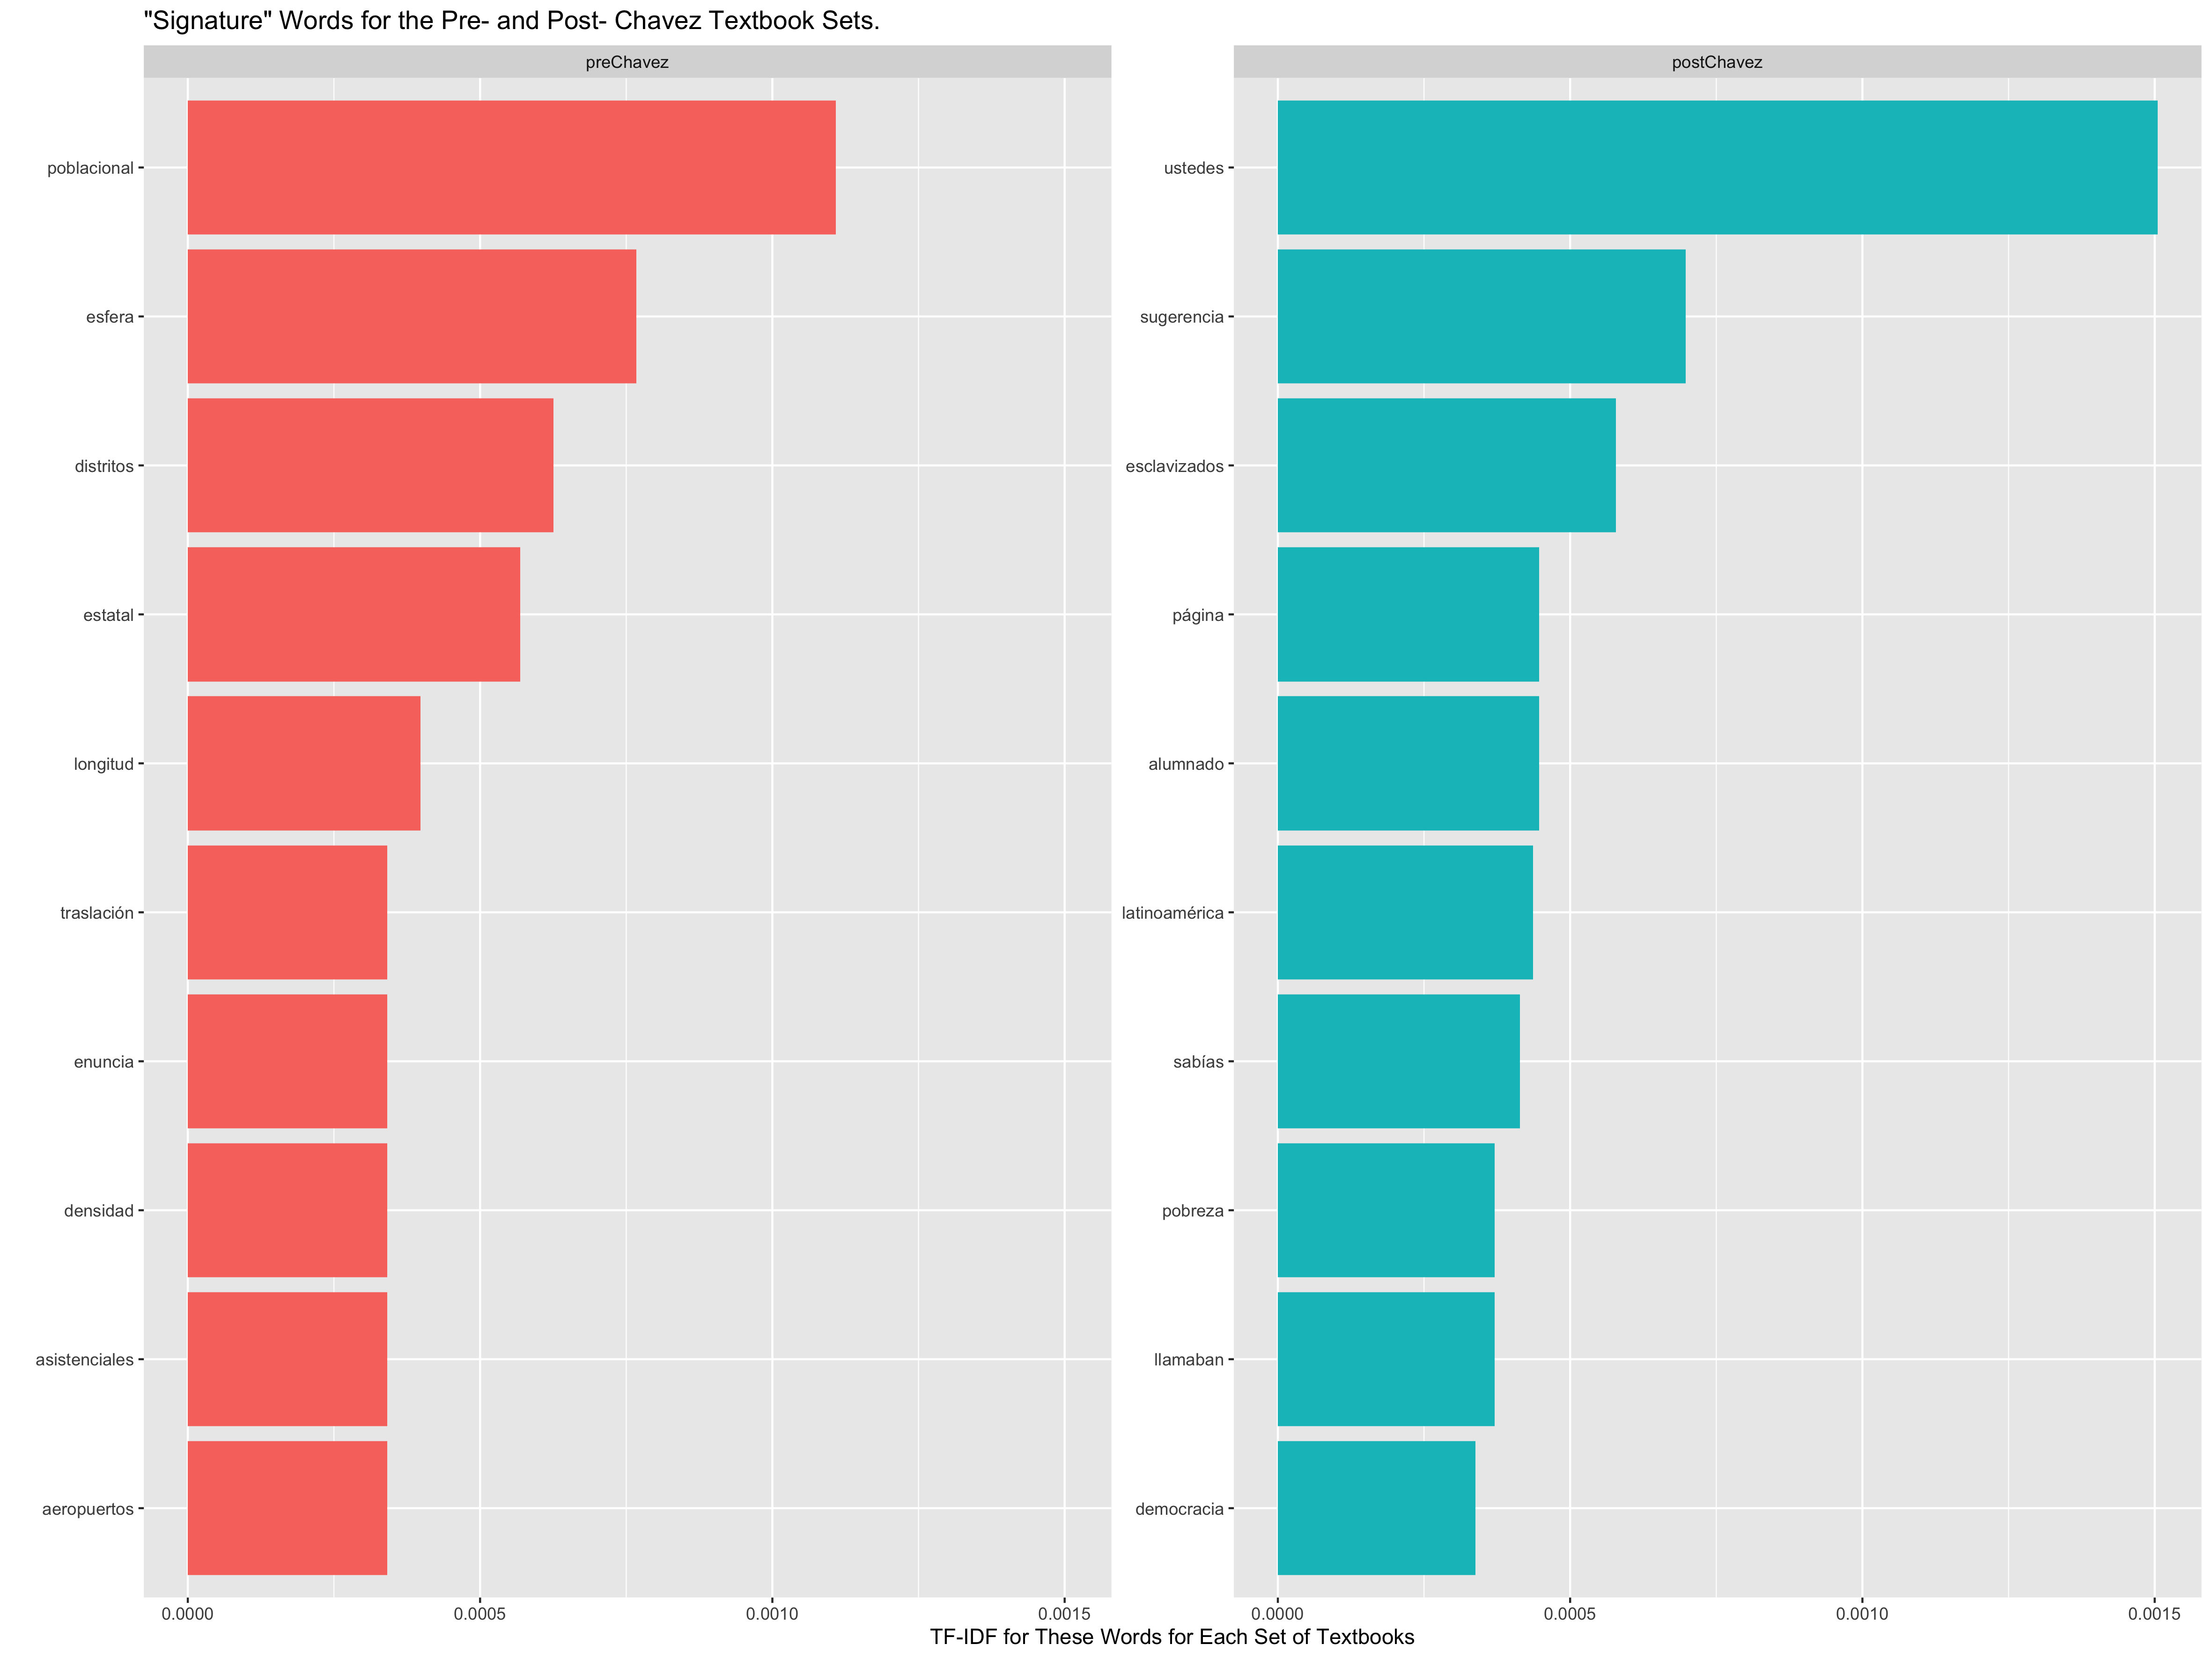 "Signature" Words for the Pre- and Post- Chavez Textbook Sets.
preChavez
poblacional
esfera
distritos
estatal
longitud
traslación
enuncia
densidad
asistenciales
aeropuertos
0.0000 0.0005 0.0010 0.0015
postChavez
ustedes
sugerencia
esclavizados
página
alumnado
latinoamérica
sabías
pobreza
llamaban
democracia
0.0000 0.0005 0.0010 0.0015
TF-IDF for These Words for Each Set of Textbooks